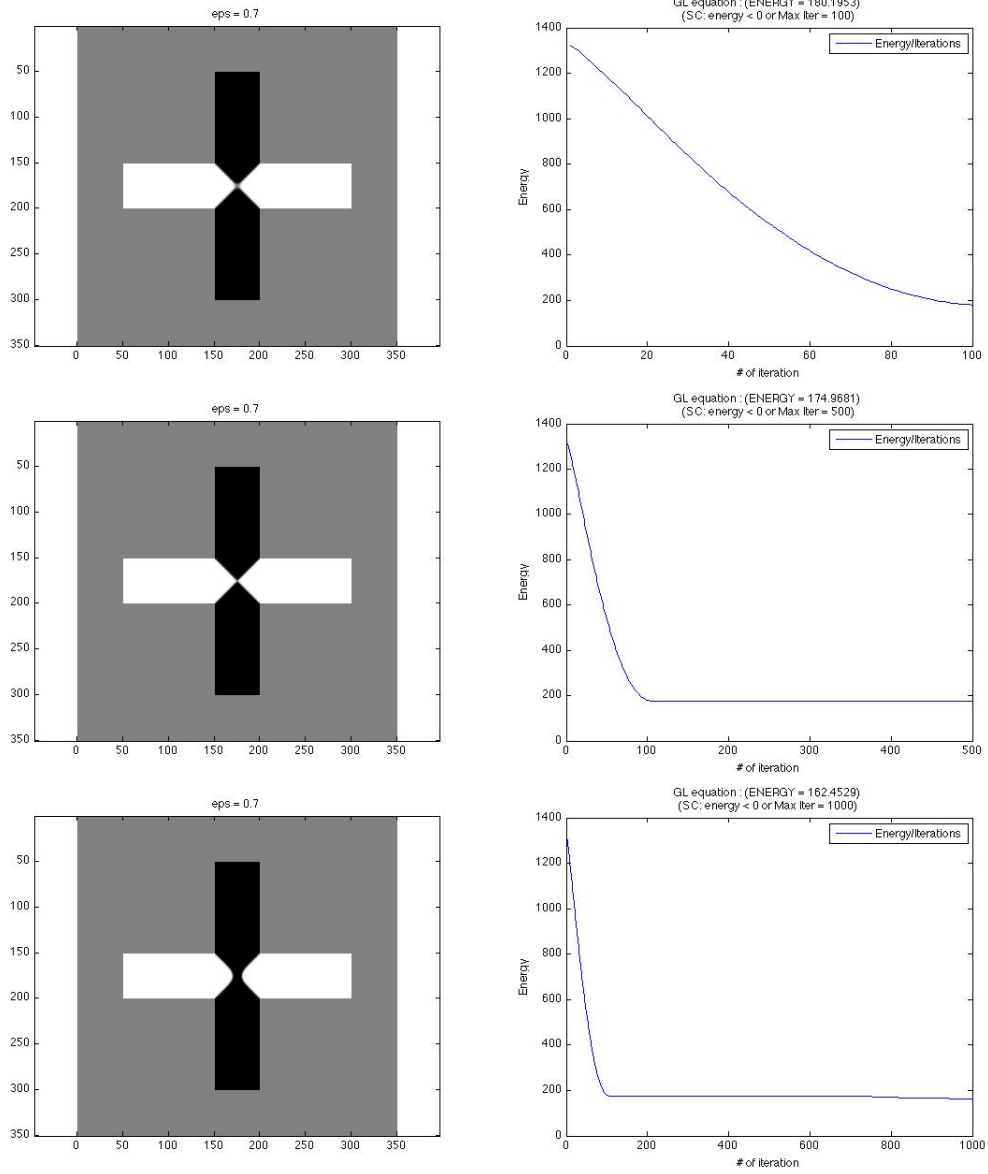 eps = 0.7
50
100
150
200
250
300
350
0 50 100 150 200 250 300 350
GL equation : (ENERGY = 180.1953)
(SC: energy < 0 or Max Iter = 100)
Energy/Iterations
1400
1200
1000
800
600
400
200
0
Energy
0 20 40 60 80 100
# of iteration
eps = 0.7
50
100
150
200
250
300
350
0 50 100 150 200 250 300 350
GL equation : (ENERGY = 174.9681)
(SC: energy < 0 or Max Iter = 500)
Energy/Iterations
1400
1200
1000
800
600
400
200
0
Energy
0 100 200 300 400 500
# of iteration
eps = 0.7
50
100
150
200
250
300
350
0 50 100 150 200 250 300 350
GL equation : (ENERGY = 162.4529)
(SC: energy < 0 or Max Iter = 1000)
Energy/Iterations
1400
1200
1000
800
600
400
200
0
Energy
0 200 400 600 800 1000
# of iteration